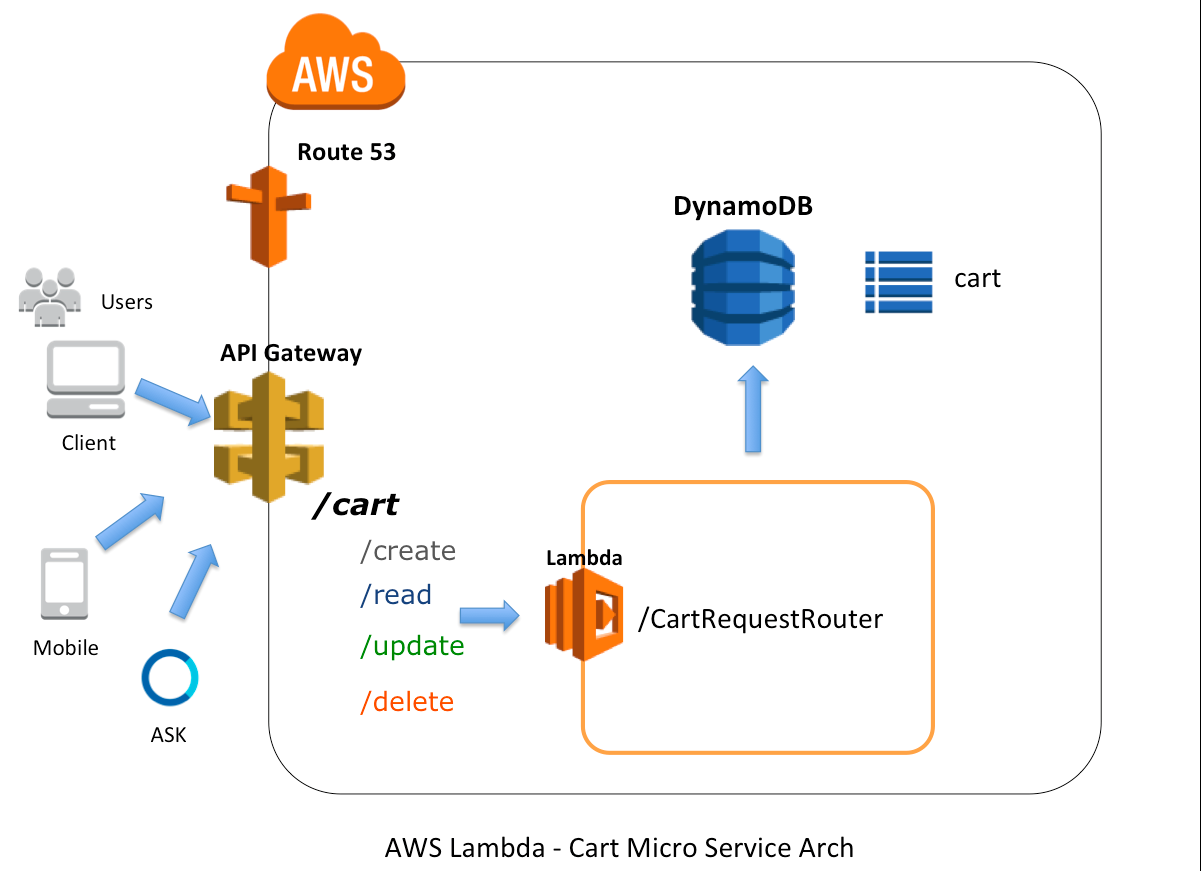 AWS
Route 53
DynamoDB
cart
Users
API Gateway
Client
/cart
/create
Lambda
/read
/CartRequestRouter
/update
Mobile
/delete
ASK
AWS Lambda - Cart Micro Service Arch